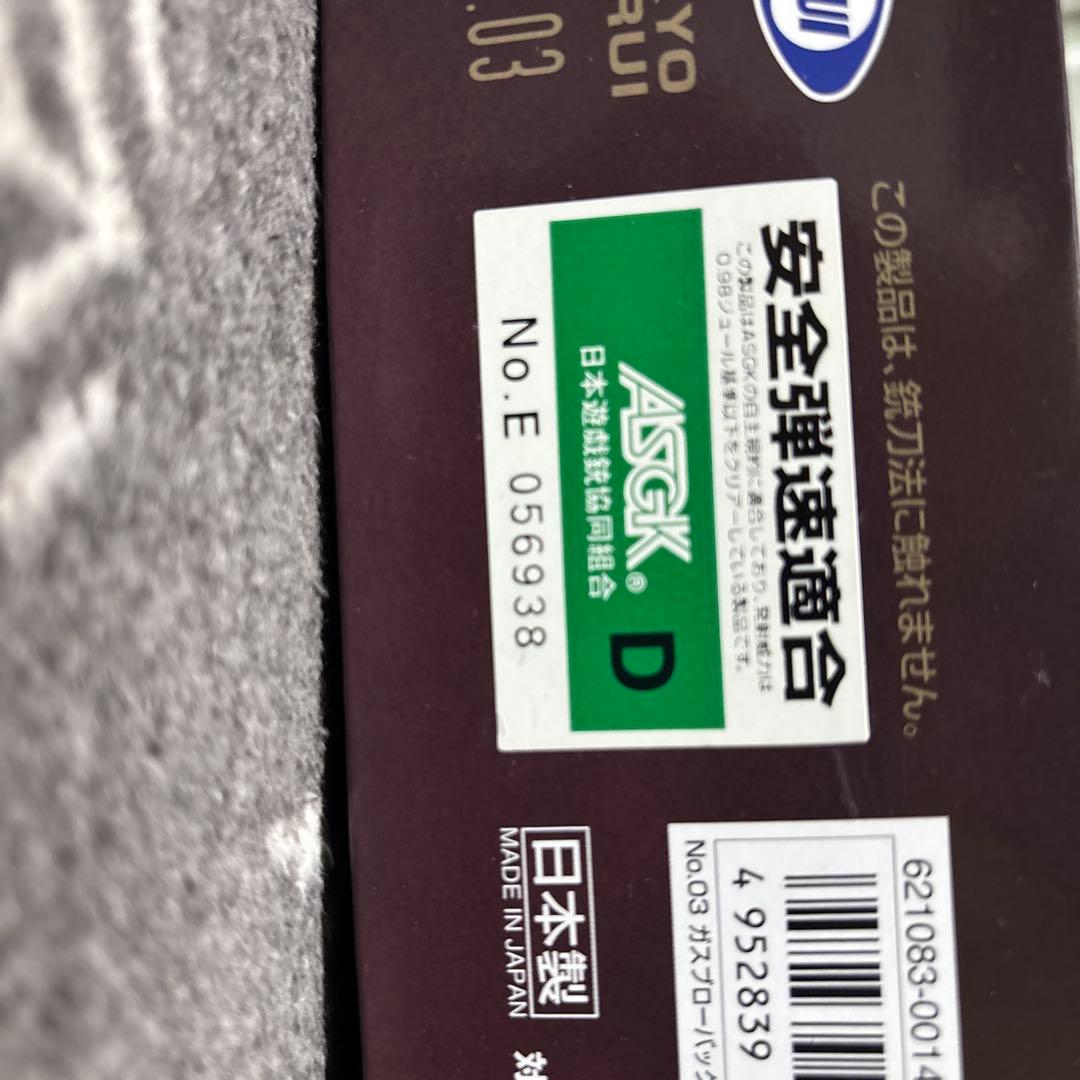 UI
YO
RUI
.03
この製品は、銃刀法に触れません。
安全弾速適合
この製品はASGKの自主規約に適合しており、発射威力は
0.98ジュール基準以下をクリアーしている製品です。
ASGK®
日本遊戯銃協同組合
D
No.E 056938
621083-0014
4 952839
No.03 ガスブローバック
日本製
MADE IN JAPAN
対